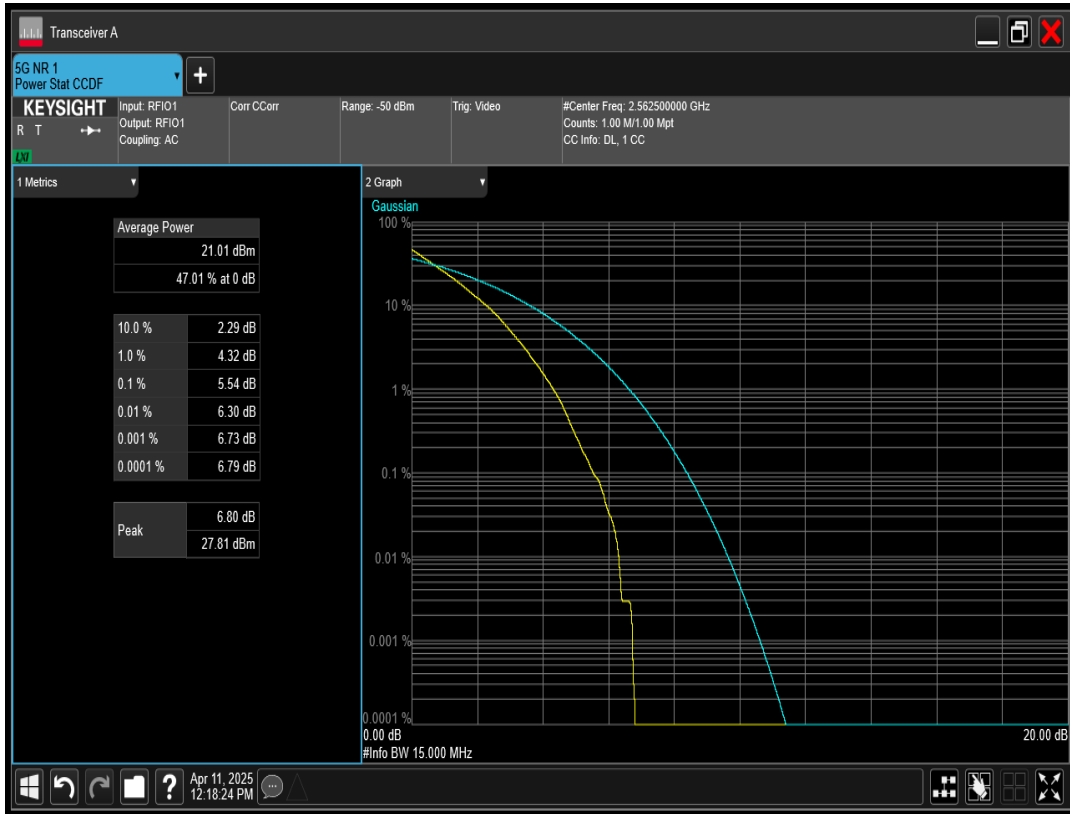 Transceiver A
5G NR 1
Power Stat CCDF
+
KEYSIGHT
R T
LXI
Input: RFIO1
Output: RFIO1
Coupling: AC
Corr CCorr
Range: -50 dBm
Trig: Video
#Center Freq: 2.562500000 GHz
Counts: 1.00 M/1.00 Mpt
CC Info: DL, 1 CC
1 Metrics
Average Power
21.01 dBm
47.01 % at 0 dB
10.0 % 2.29 dB
1.0 % 4.32 dB
0.1 % 5.54 dB
0.01 % 6.30 dB
0.001 % 6.73 dB
0.0001 % 6.79 dB
Peak
6.80 dB
27.81 dBm
2 Graph
Gaussian
100 %
10 %
1 %
0.1 %
0.01 %
0.001 %
0.0001 %
0.00 dB 20.00 dB
#Info BW 15.000 MHz
?
Apr 11, 2025
12:18:24 PM